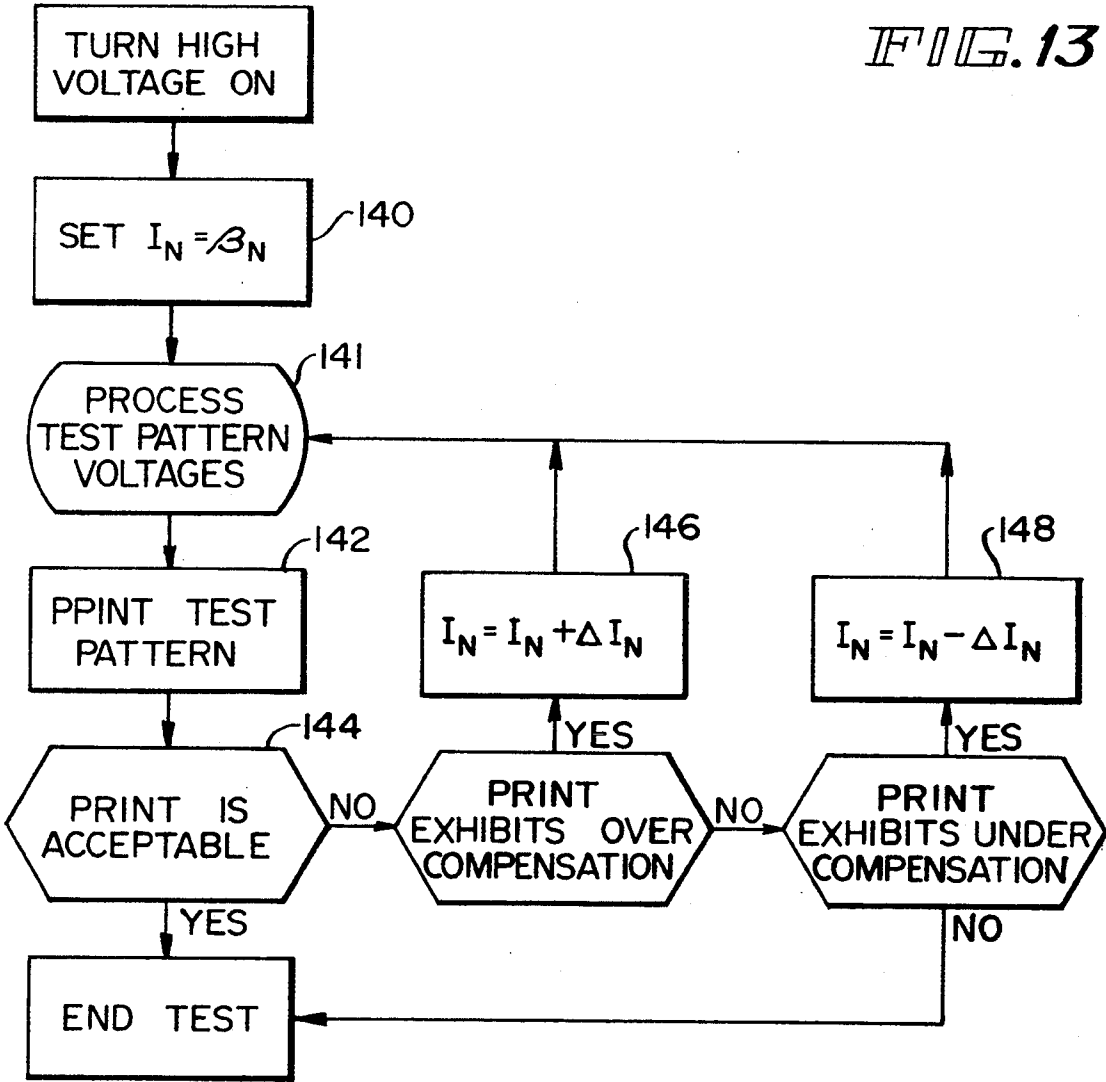 FIG. 13
TURN HIGH
VOLTAGE ON
SET I_N = β_N
140
141
PROCESS
TEST PATTERN
VOLTAGES
142
PPINT TEST
PATTERN
146
I_N = I_N + Δ I_N
148
I_N = I_N − Δ I_N
144
PRINT IS
ACCEPTABLE
NO
YES
PRINT
EXHIBITS OVER
COMPENSATION
NO
YES
PRINT
EXHIBITS UNDER
COMPENSATION
YES
NO
END TEST